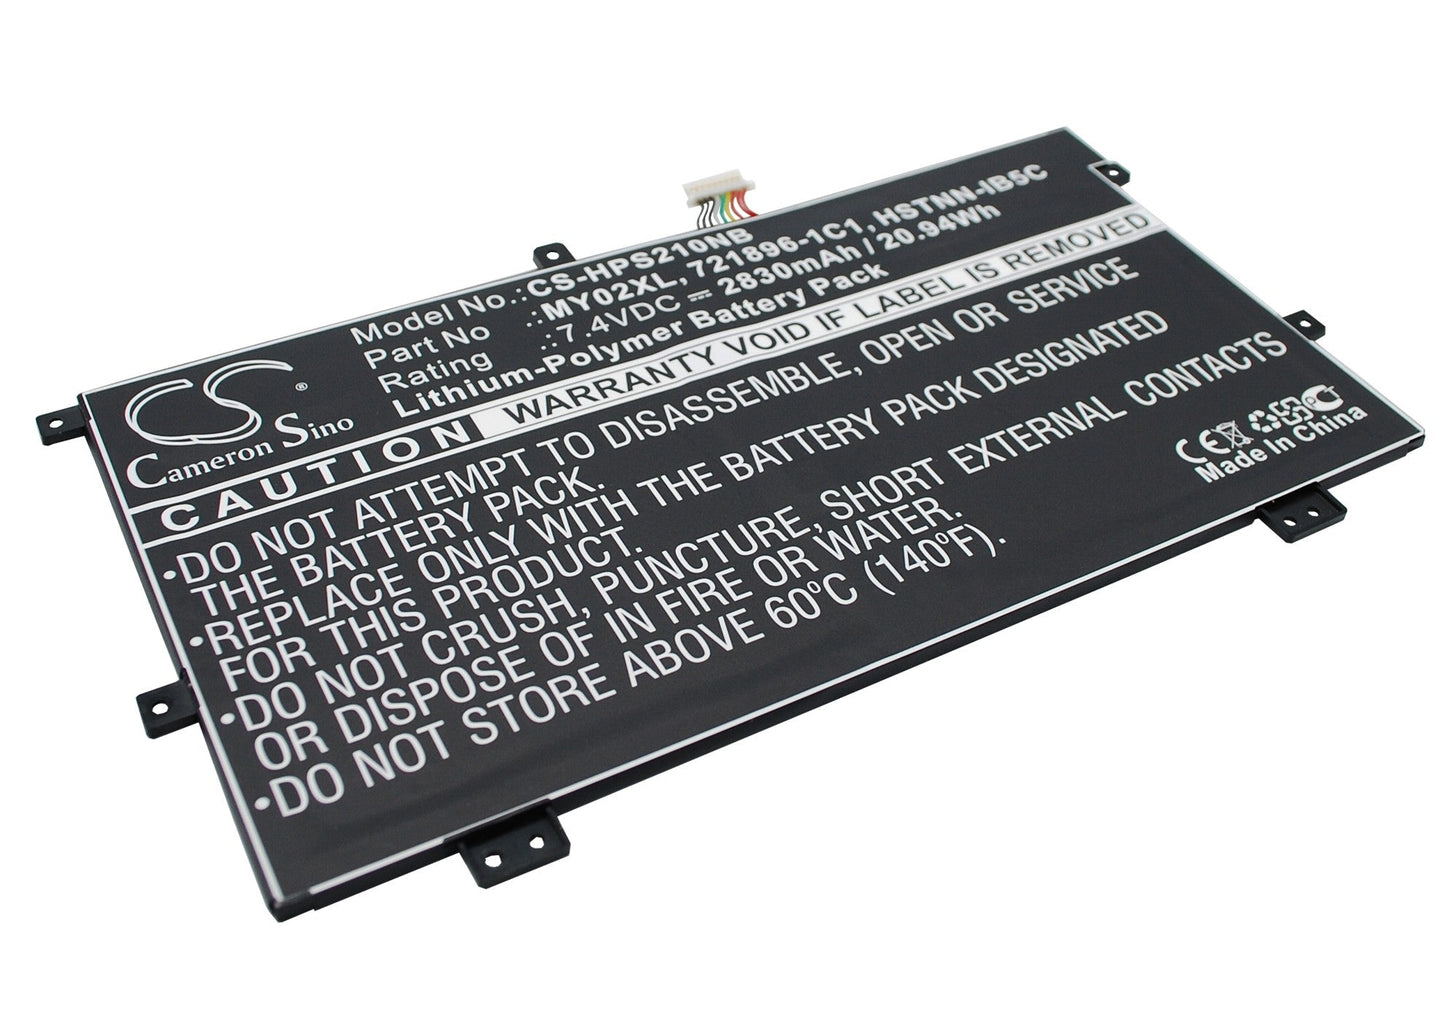 CS®
Cameron Sino
Model No.: CS-HPS210NB
Part No : MY02XL, 721896-1C1, HSTNN-IB5C
Rating : 7.4VDC ⎓ 2830mAh / 20.94Wh
Lithium-Polymer Battery Pack
CAUTION WARRANTY VOID IF LABEL IS REMOVED
•DO NOT ATTEMPT TO DISASSEMBLE, OPEN OR SERVICE
THE BATTERY PACK.
•REPLACE ONLY WITH THE BATTERY PACK DESIGNATED
FOR THIS PRODUCT.
•DO NOT CRUSH, PUNCTURE, SHORT EXTERNAL CONTACTS
OR DISPOSE OF IN FIRE OR WATER.
•DO NOT STORE ABOVE 60°C (140°F).
CE
Made In China